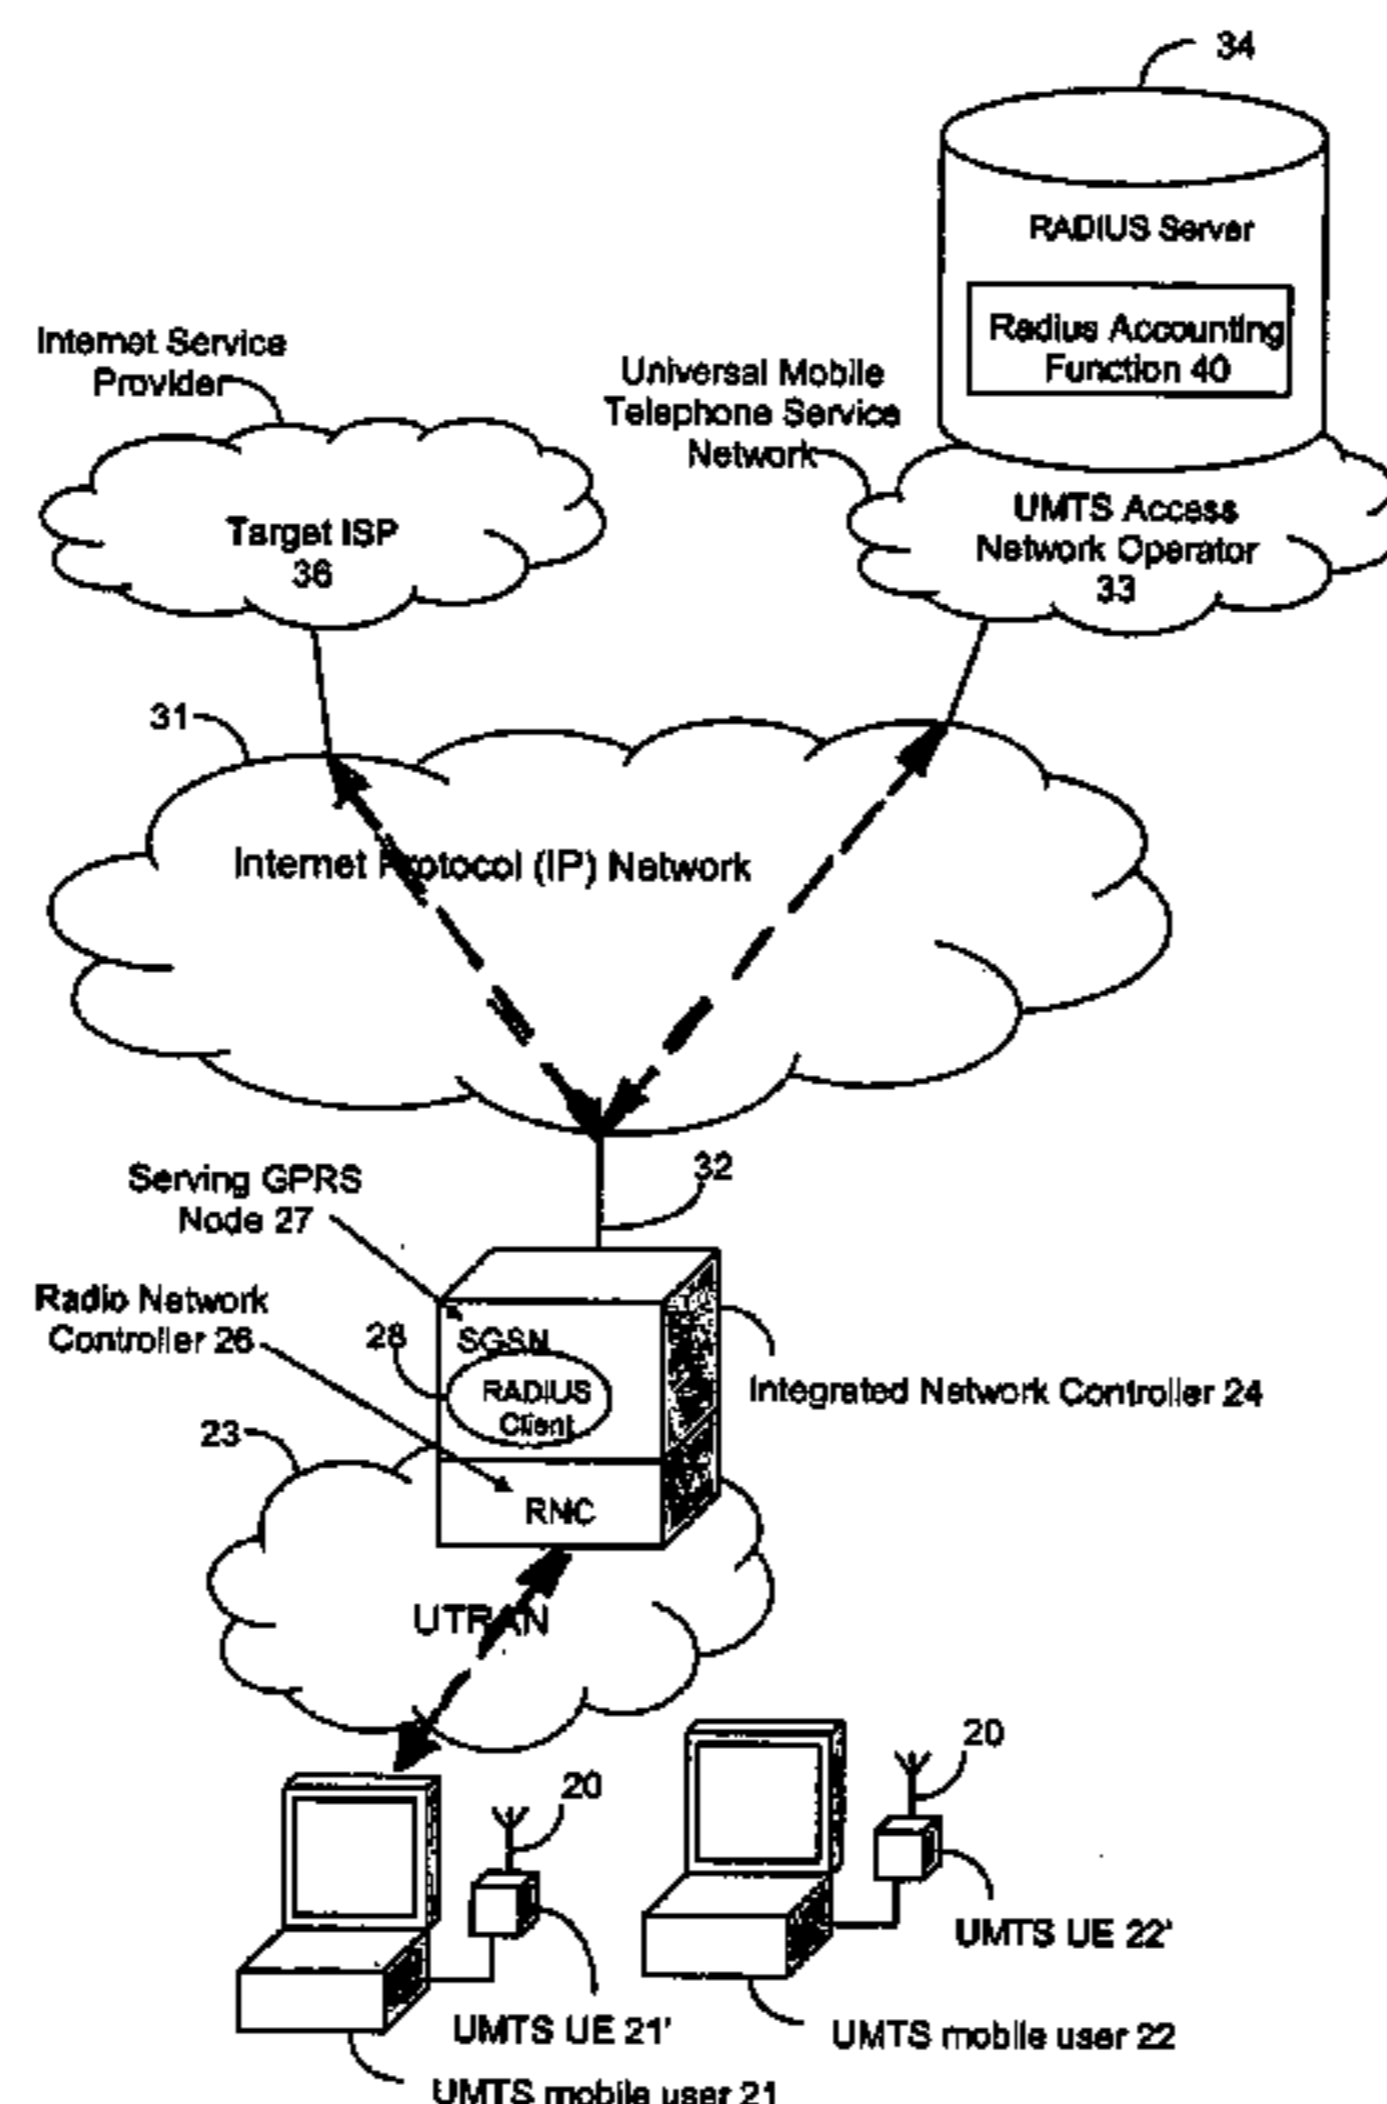 34
RADIUS Server
Radius Accounting
Function 40
Internet Service
Provider
Universal Mobile
Telephone Service
Network
Target ISP
36
UMTS Access
Network Operator
33
31
Internet Protocol (IP) Network
32
Serving GPRS
Node 27
Radio Network
Controller 26
28
SGSN
RADIUS
Client
Integrated Network Controller 24
23
RNC
UTRAN
20
20
UMTS UE 22'
UMTS UE 21'
UMTS mobile user 22
UMTS mobile user 21